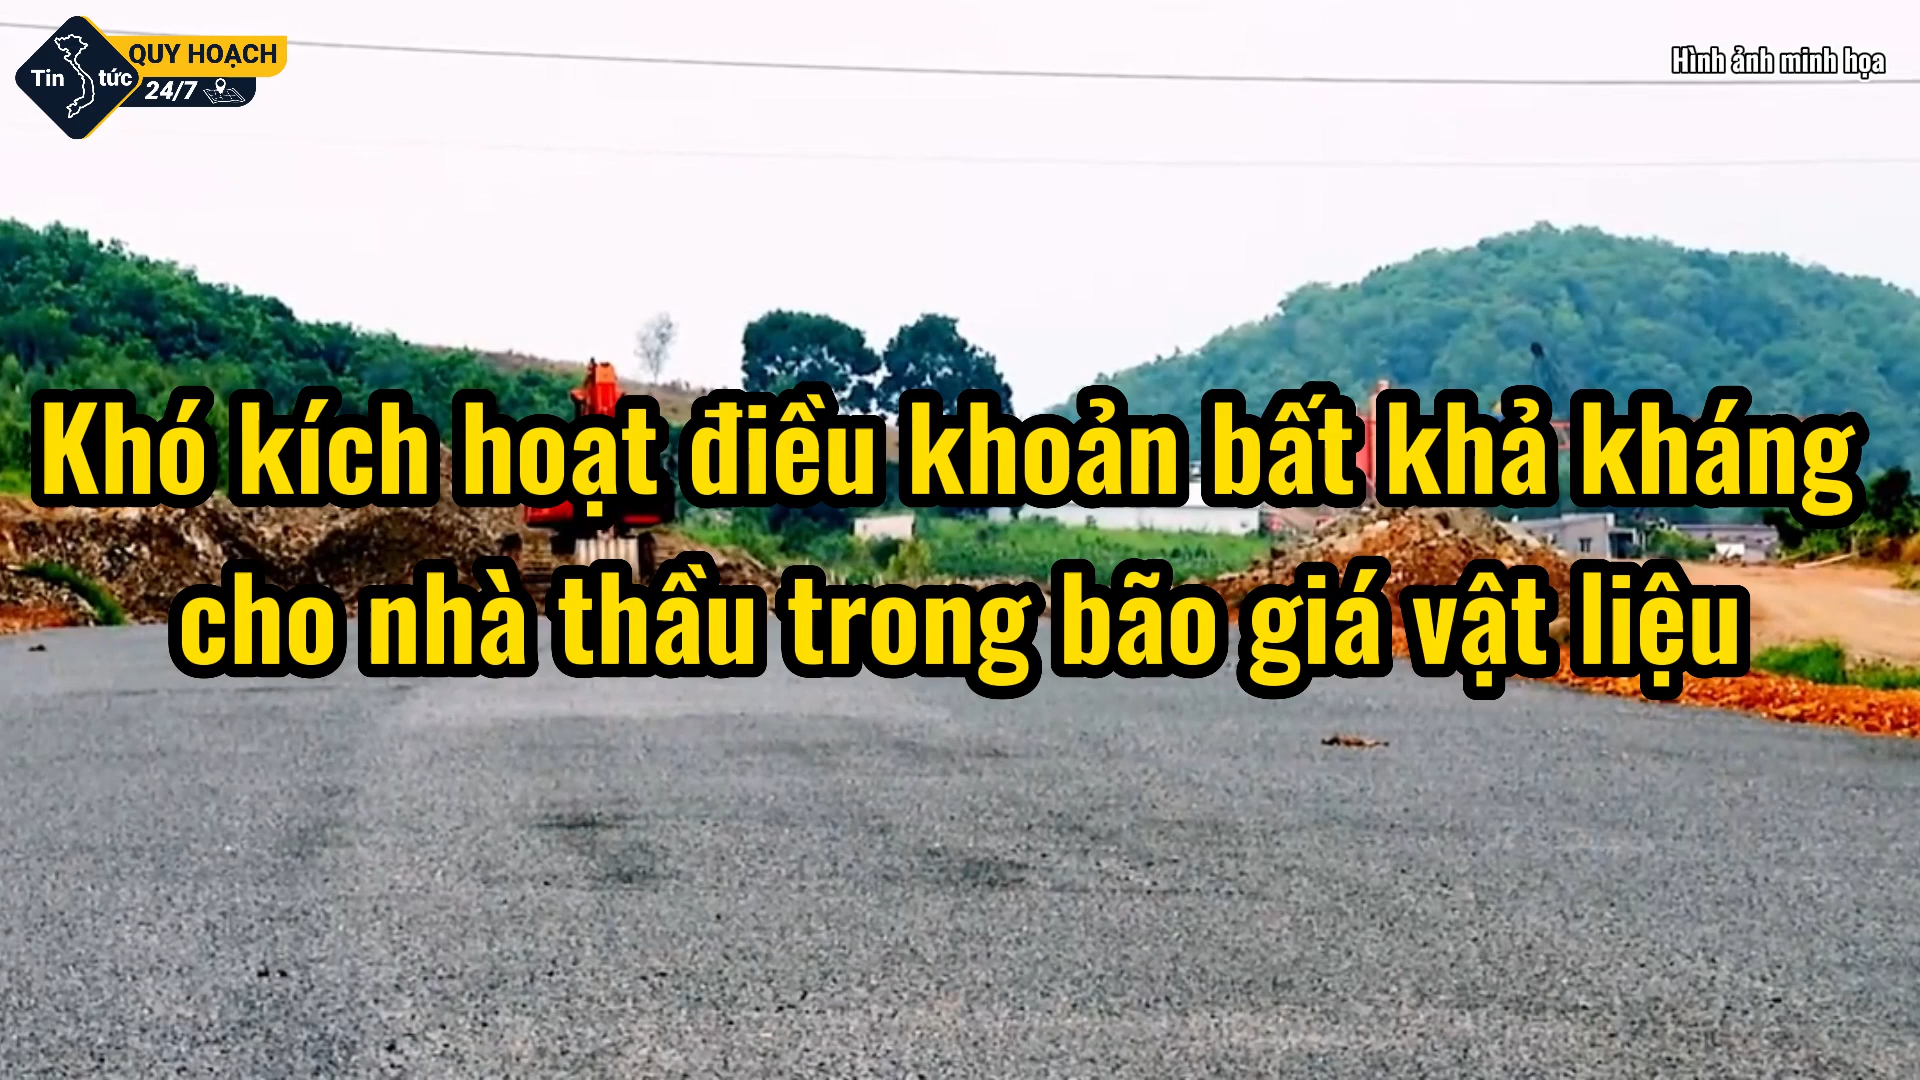 Tin tức
QUY HOẠCH
24/7
Hình ảnh minh họa
Khó kích hoạt điều khoản bất khả kháng
cho nhà thầu trong bão giá vật liệu